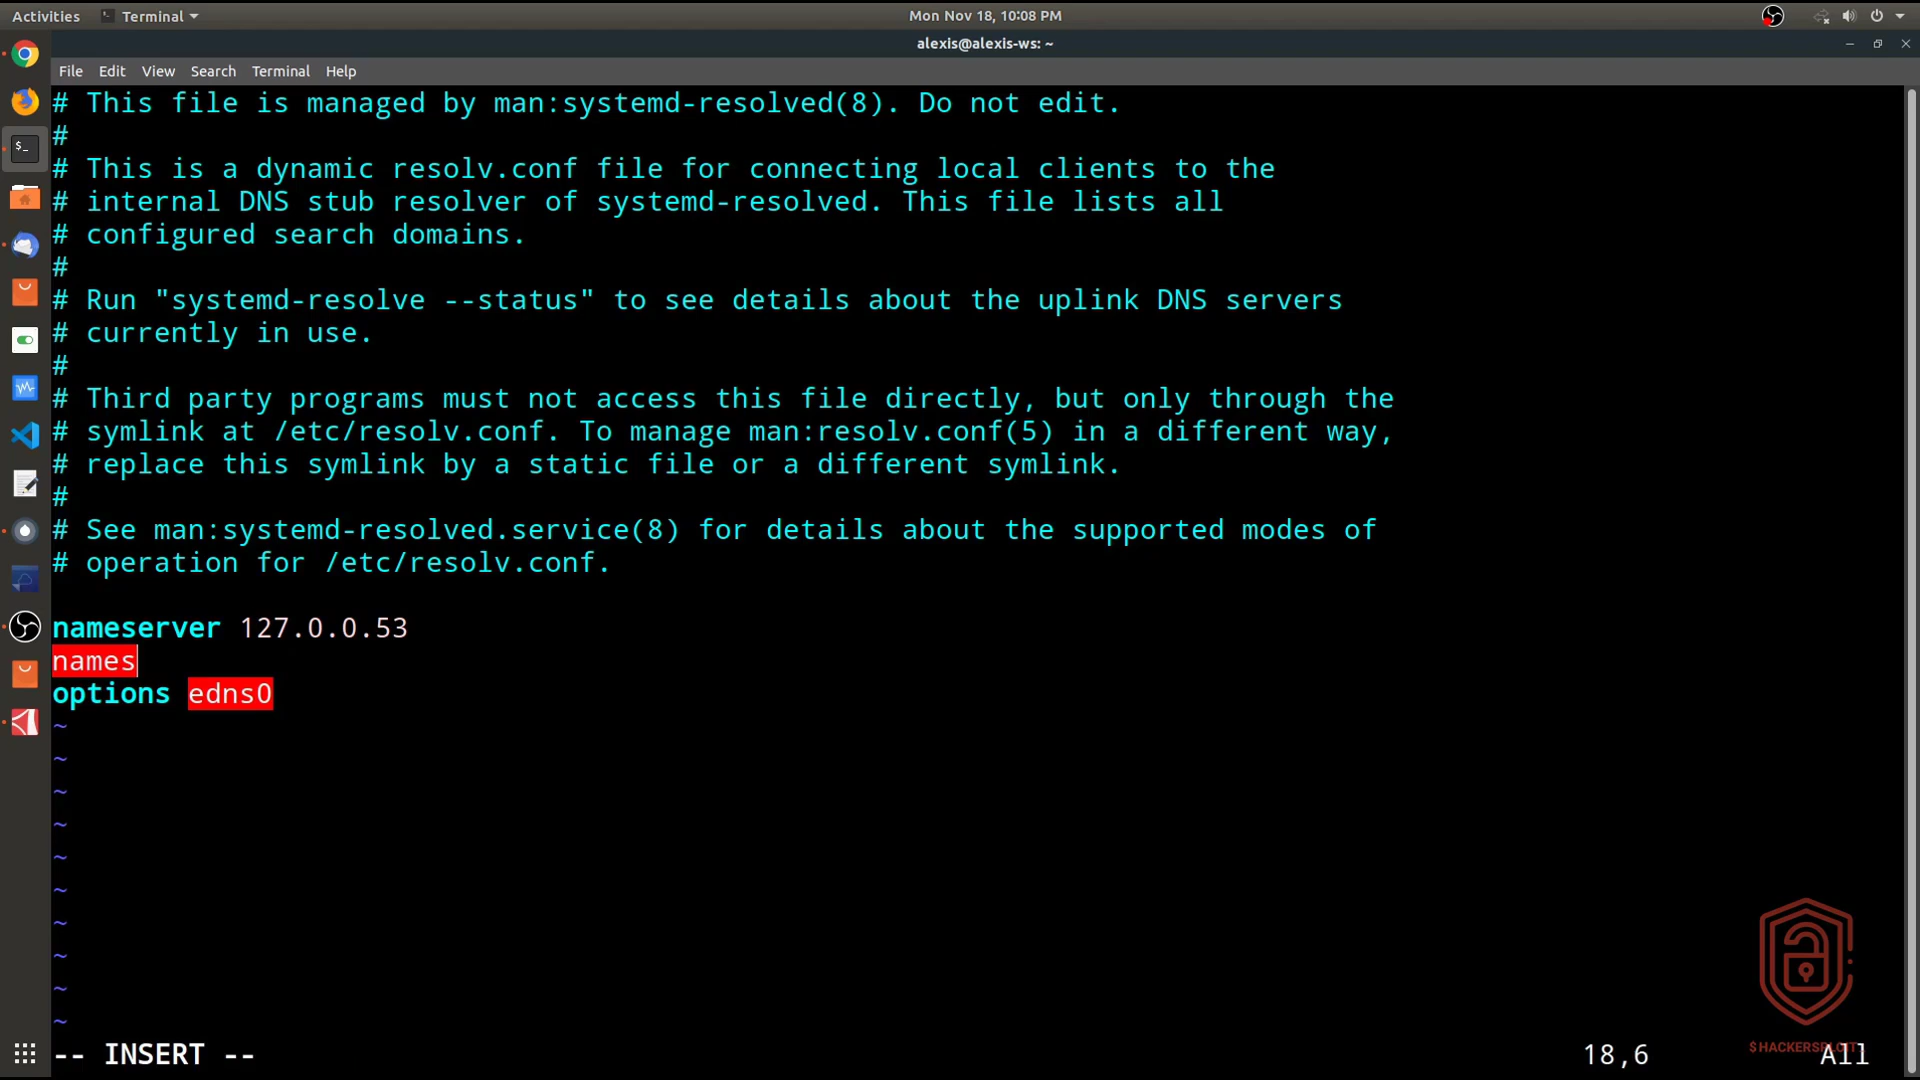 Activities Terminal Mon Nov 18, 10:08 PM
alexis@alexis-ws: ~
File Edit View Search Terminal Help
# This file is managed by man:systemd-resolved(8). Do not edit.
#
# This is a dynamic resolv.conf file for connecting local clients to the
# internal DNS stub resolver of systemd-resolved. This file lists all
# configured search domains.
#
# Run "systemd-resolve --status" to see details about the uplink DNS servers
# currently in use.
#
# Third party programs must not access this file directly, but only through the
# symlink at /etc/resolv.conf. To manage man:resolv.conf(5) in a different way,
# replace this symlink by a static file or a different symlink.
#
# See man:systemd-resolved.service(8) for details about the supported modes of
# operation for /etc/resolv.conf.
nameserver 127.0.0.53
names
options edns0
~
~
~
~
~
~
~
~
~
~
-- INSERT -- 18,6 All